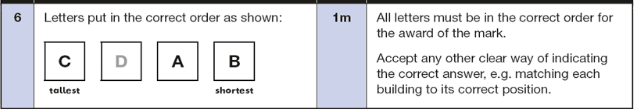 6 Letters put in the correct order as shown: 1m All letters must be in the correct order for
the award of the mark.
C D A B
tallest shortest
Accept any other clear way of indicating
the correct answer, e.g. matching each
building to its correct position.